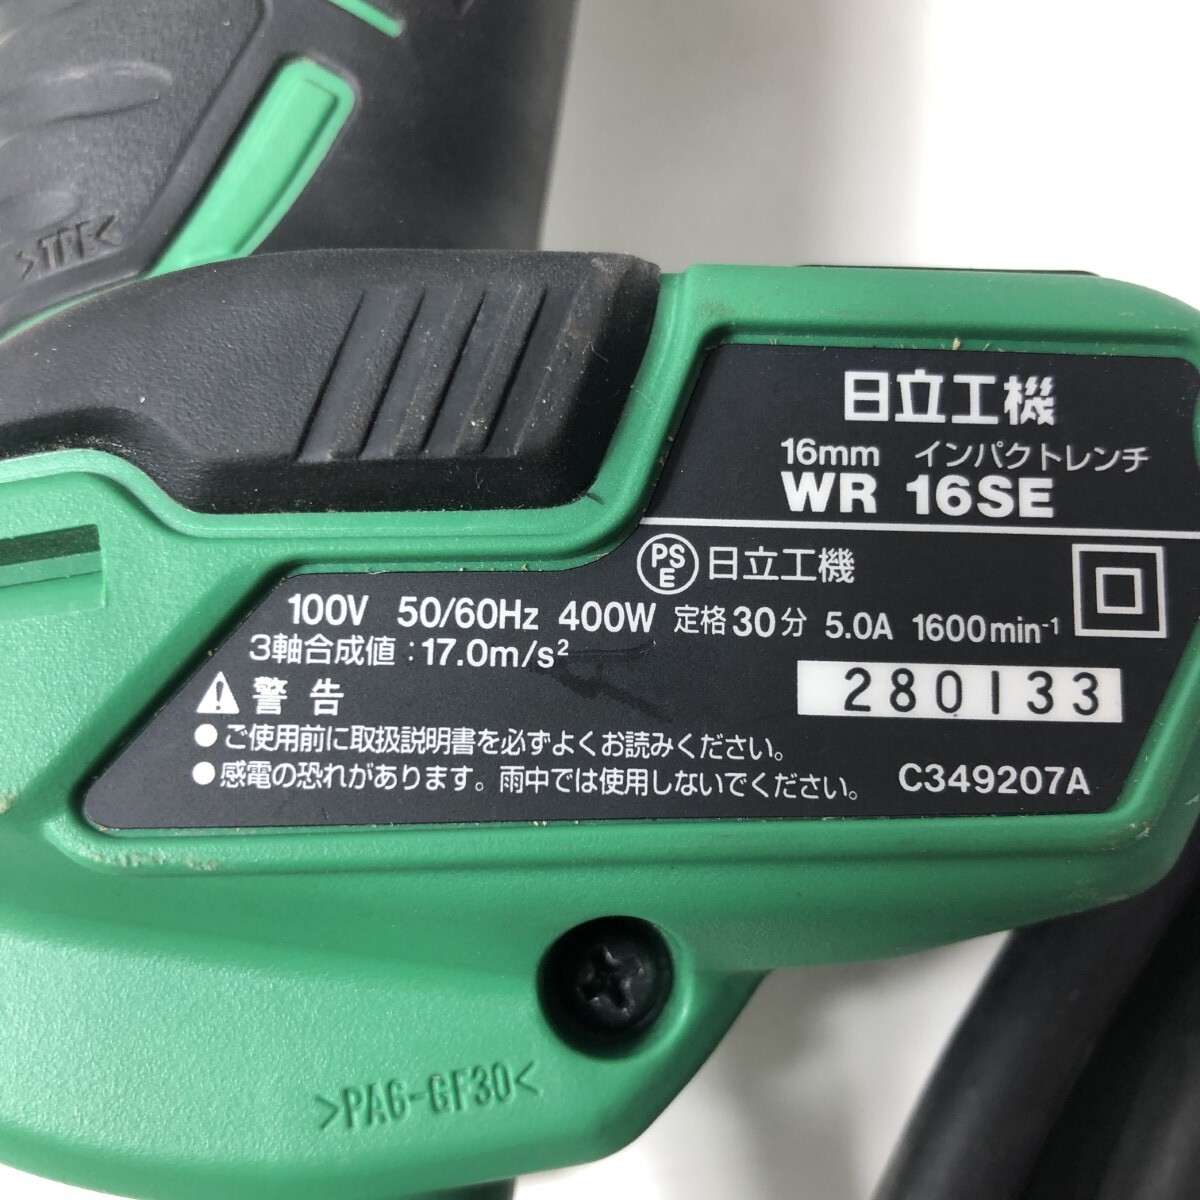 >TPE<
日立工機
16mm インパクトレンチ
WR 16SE
PSE 日立工機
100V 50/60Hz 400W 定格30分 5.0A 1600min⁻¹
3軸合成値:17.0m/s²
280133
警告
●ご使用前に取扱説明書を必ずよくお読みください。
●感電の恐れがあります。雨中では使用しないでください。
C349207A
>PA6-GF30<